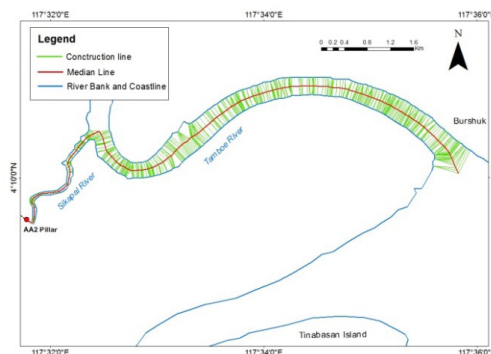 117°32'0"E 117°34'0"E 117°36'0"E
Legend
Construction line
Median Line
River Bank and Coastline
0 0.2 0.4 0.8 1.2 1.6
Km
N
Burshuk
Tamboe River
4°10'0"N
Sikapal River
AA2 Pillar
Tinabasan Island
117°32'0"E 117°34'0"E 117°36'0"E